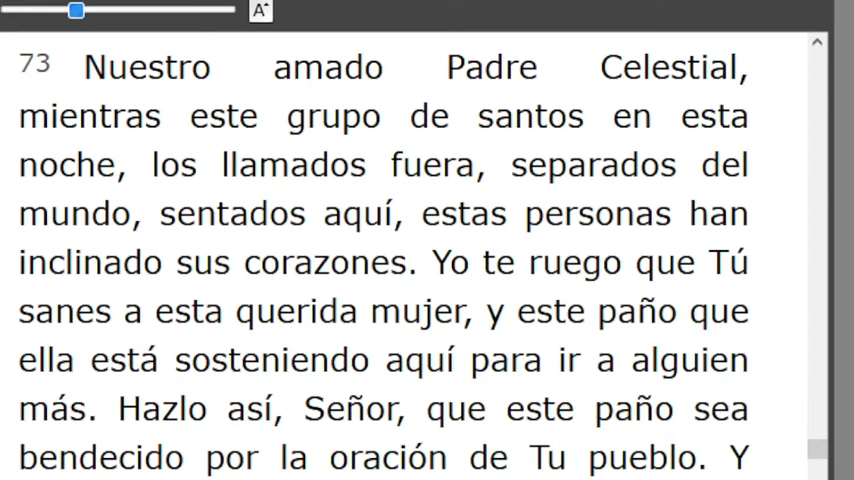 A
73 Nuestro amado Padre Celestial,
mientras este grupo de santos en esta
noche, los llamados fuera, separados del
mundo, sentados aquí, estas personas han
inclinado sus corazones. Yo te ruego que Tú
sanes a esta querida mujer, y este paño que
ella está sosteniendo aquí para ir a alguien
más. Hazlo así, Señor, que este paño sea
bendecido por la oración de Tu pueblo. Y